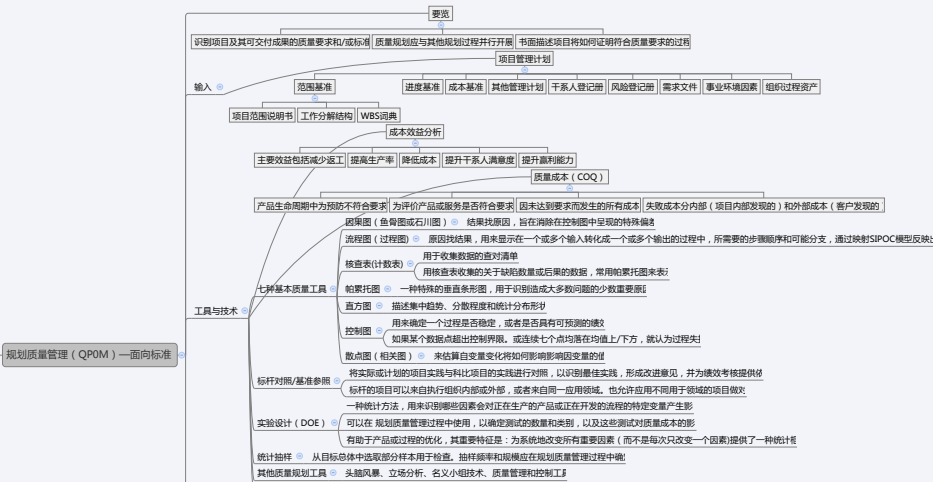 要览
识别项目及其可交付成果的质量要求和/或标准
质量规划应与其他规划过程并行开展
书面描述项目将如何证明符合质量要求的过程
项目管理计划
输入
范围基准
进度基准
成本基准
其他管理计划
干系人登记册
风险登记册
需求文件
事业环境因素
组织过程资产
项目范围说明书
工作分解结构
WBS词典
成本效益分析
主要效益包括减少返工
提高生产率
降低成本
提升干系人满意度
提升赢利能力
质量成本（COQ）
产品生命周期中为预防不符合要求
为评价产品或服务是否符合要求
因未达到要求而发生的所有成本
失败成本分内部（项目内部发现的）和外部成本（客户发现的
因果图（鱼骨图或石川图）
结果找原因，旨在消除在控制图中呈现的特殊偏差
流程图（过程图）
原因找结果，用来显示在一个或多个输入转化成一个或多个输出的过程中，所需要的步骤顺序和可能分支，通过映射SIPOC模型反映出
核查表(计数表)
用于收集数据的查对清单
用核查表收集的关于缺陷数量或后果的数据，常用帕累托图来表示
七种基本质量工具
帕累托图
一种特殊的垂直条形图，用于识别造成大多数问题的少数重要原因
直方图
描述集中趋势、分散程度和统计分布形状
工具与技术
控制图
用来确定一个过程是否稳定，或者是否具有可预测的绩效
如果某个数据点超出控制界限。或连续七个点均落在均值上/下方，就认为过程失控
散点图（相关图）
来估算自变量变化将如何影响影响因变量的值
规划质量管理（QP0M）—面向标准
标杆对照/基准参照
将实际或计划的项目实践与科比项目的实践进行对照，以识别最佳实践，形成改进意见，并为绩效考核提供依
标杆的项目可以来自执行组织内部或外部，或者来自同一应用领域。也允许应用不同用于领域的项目做对
实验设计（DOE）
一种统计方法，用来识别哪些因素会对正在生产的产品或正在开发的流程的特定变量产生影
可以在 规划质量管理过程中使用，以确定测试的数量和类别，以及这些测试对质量成本的影
有助于产品或过程的优化，其重要特征是：为系统地改变所有重要因素（而不是每次只改变一个因素)提供了一种统计框
统计抽样
从目标总体中选取部分样本用于检查。抽样频率和规模应在规划质量管理过程中确定
其他质量规划工具
头脑风暴、立场分析、名义小组技术、质量管理和控制工具